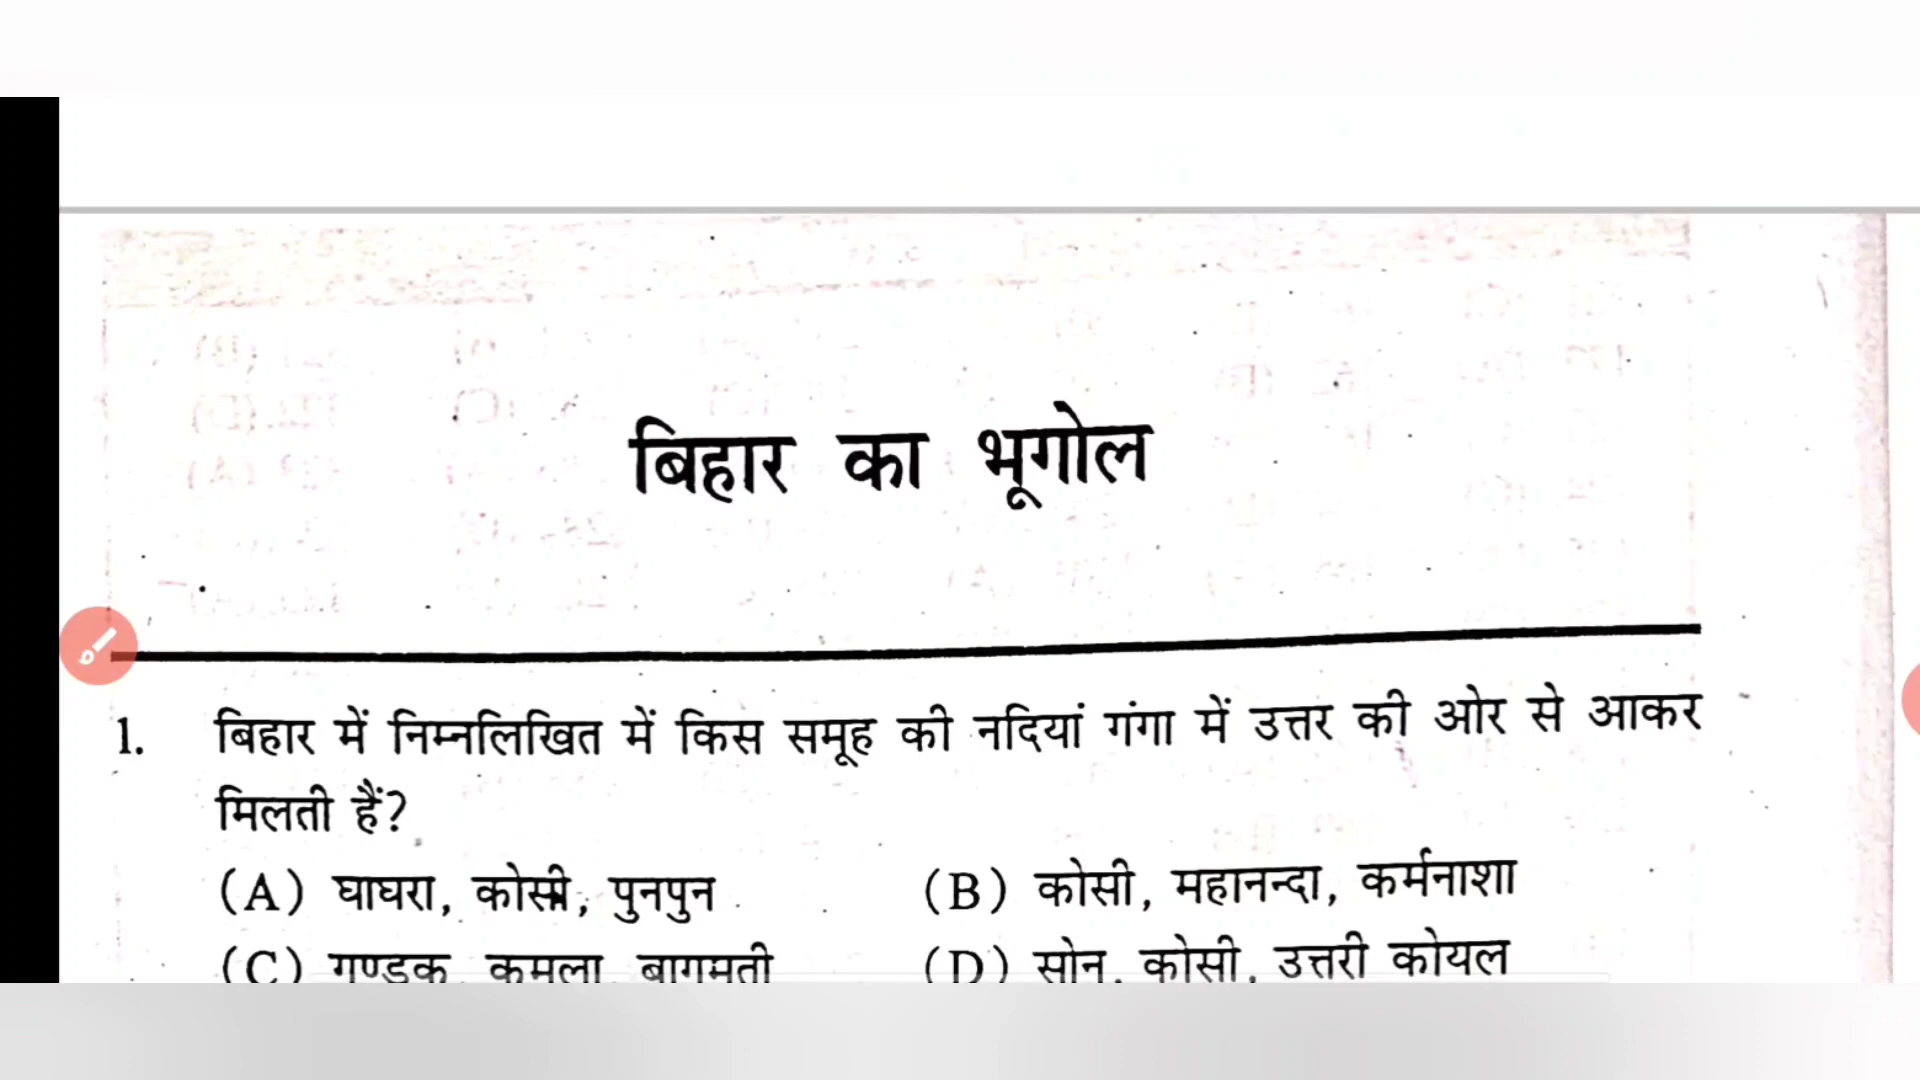 बिहार का भूगोल
1. बिहार में निम्नलिखित में किस समूह की नदियां गंगा में उत्तर की ओर से आकर
मिलती हैं?
(A) घाघरा, कोसी, पुनपुन (B) कोसी, महानन्दा, कर्मनाशा
(C) गण्डक, कमला, बागमती (D) सोन, कोसी, उत्तरी कोयल